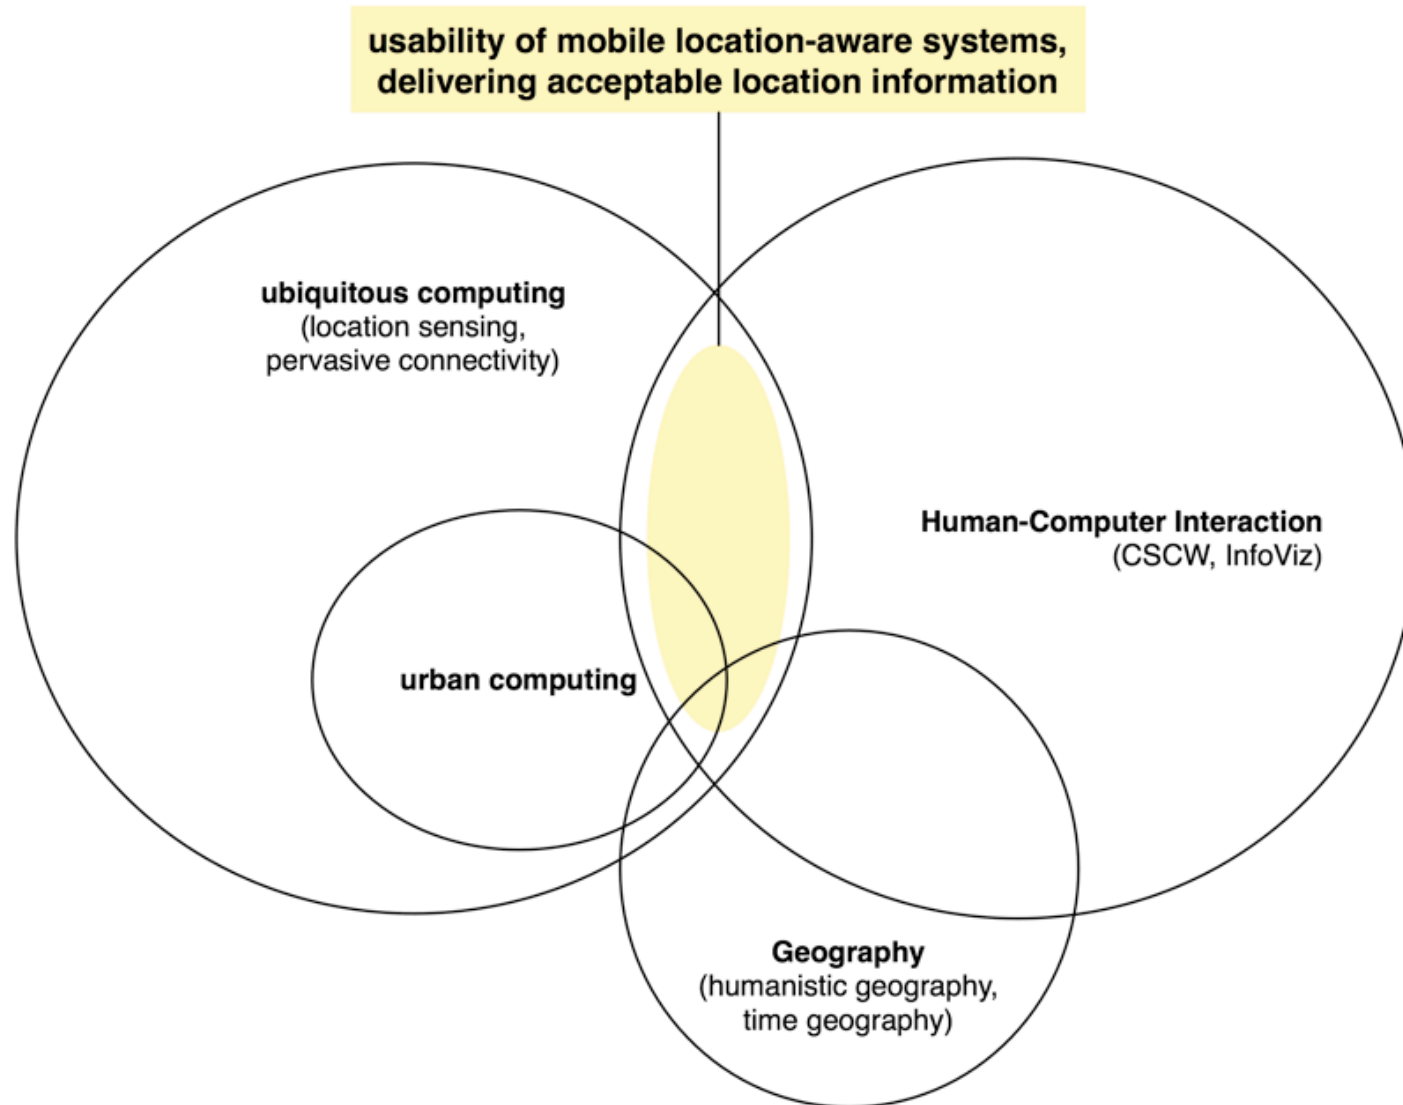 usability of mobile location-aware systems,
delivering acceptable location information
ubiquitous computing
(location sensing,
pervasive connectivity)
Human-Computer Interaction
(CSCW, InfoViz)
urban computing
Geography
(humanistic geography,
time geography)